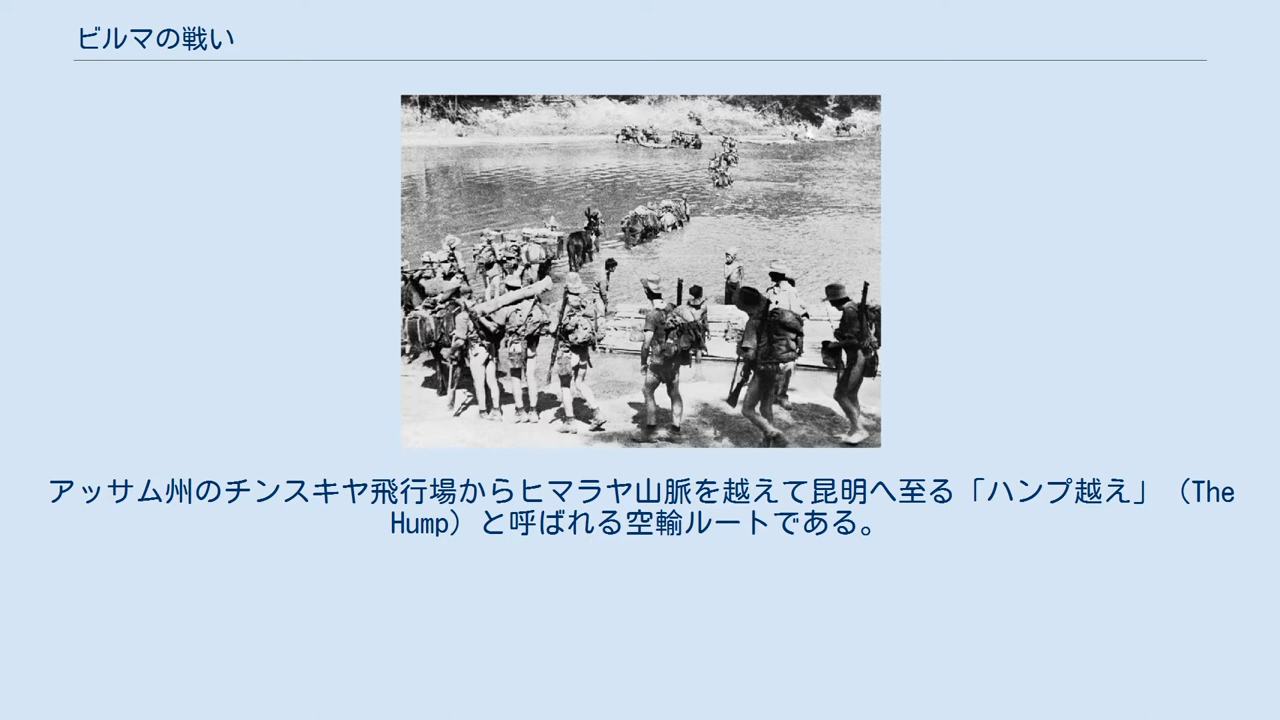 ビルマの戦い
アッサム州のチンスキヤ飛行場からヒマラヤ山脈を越えて昆明へ至る「ハンプ越え」（The
Hump）と呼ばれる空輸ルートである。